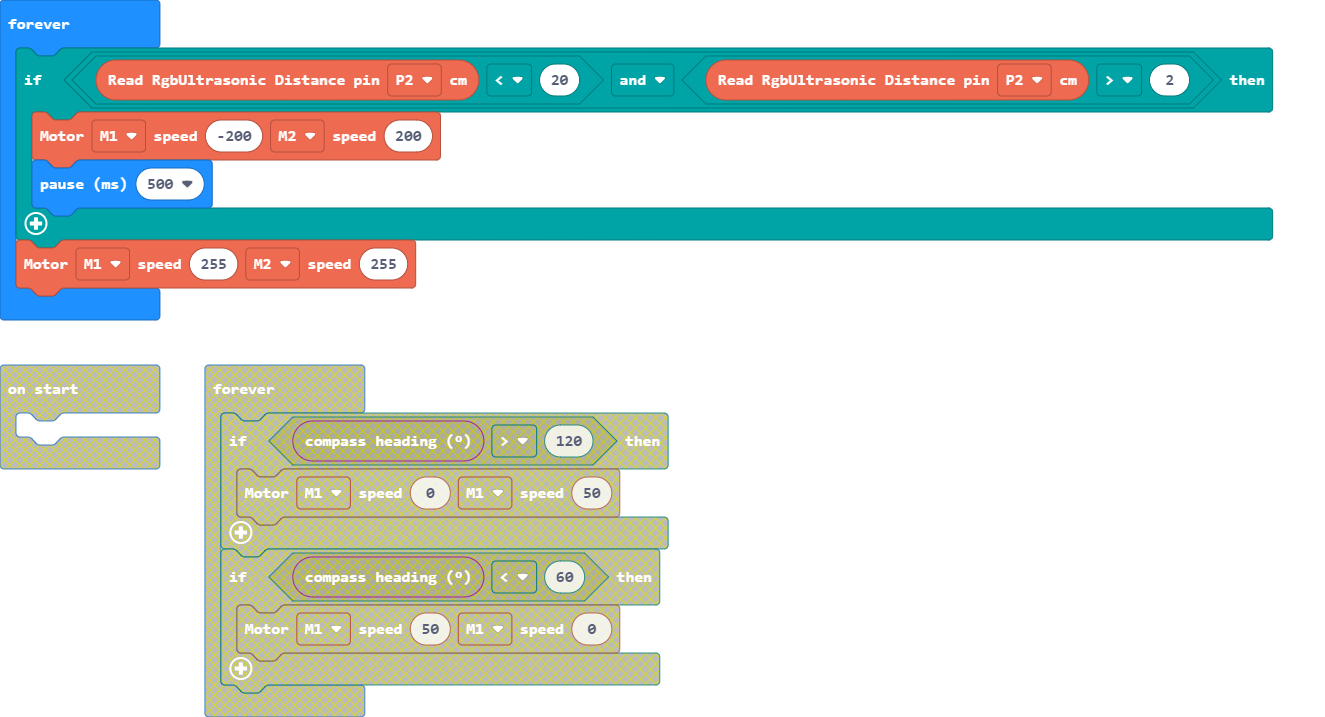 forever
if Read RgbUltrasonic Distance pin P2 cm < 20 and Read RgbUltrasonic Distance pin P2 cm > 2 then
Motor M1 speed -200 M2 speed 200
pause (ms) 500
Motor M1 speed 255 M2 speed 255
on start
forever
if compass heading (º) > 120 then
Motor M1 speed 0 M1 speed 50
if compass heading (º) < 60 then
Motor M1 speed 50 M1 speed 0